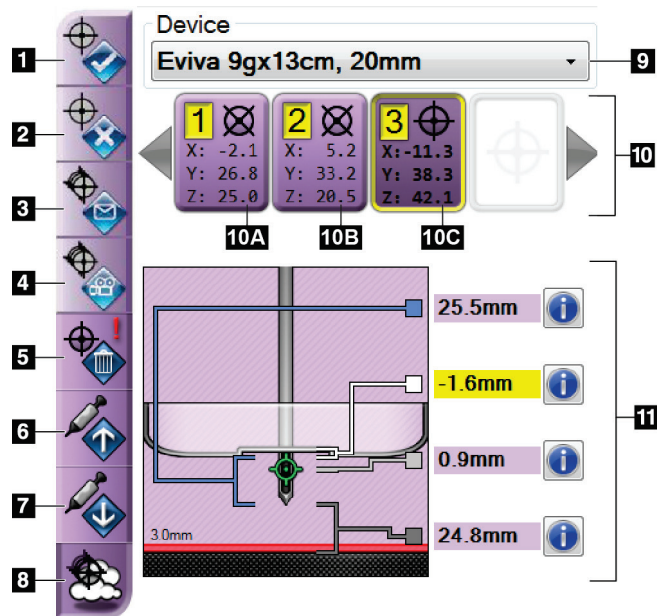 Device
1
Eviva 9gx13cm, 20mm
9
2
1
X: -2.1
Y: 26.8
Z: 25.0
2
X: 5.2
Y: 33.2
Z: 20.5
3
X:-11.3
Y: 38.3
Z: 42.1
10
3
10A
10B
10C
4
25.5mm
i
5
!
-1.6mm
i
11
6
0.9mm
i
7
3.0mm
24.8mm
i
8